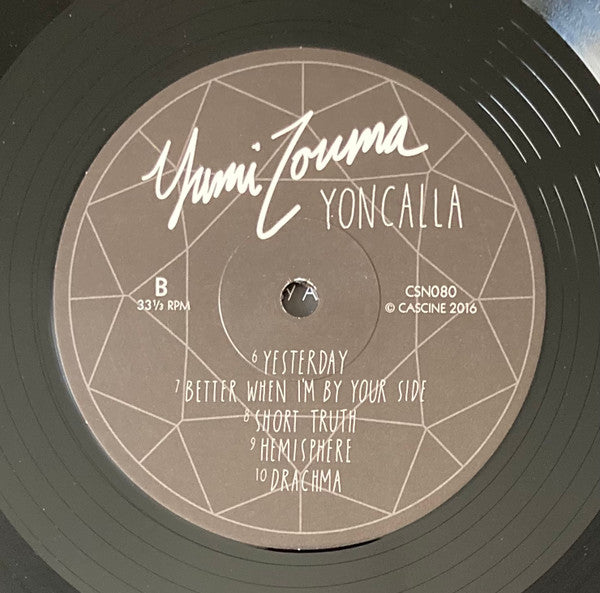 Yumi Zouma
YONCALLA
B
33⅓ RPM
CSN080
© CASCINE 2016
YA
6 YESTERDAY
7 BETTER WHEN I'M BY YOUR SIDE
8 SHORT TRUTH
9 HEMISPHERE
10 DRACHMA